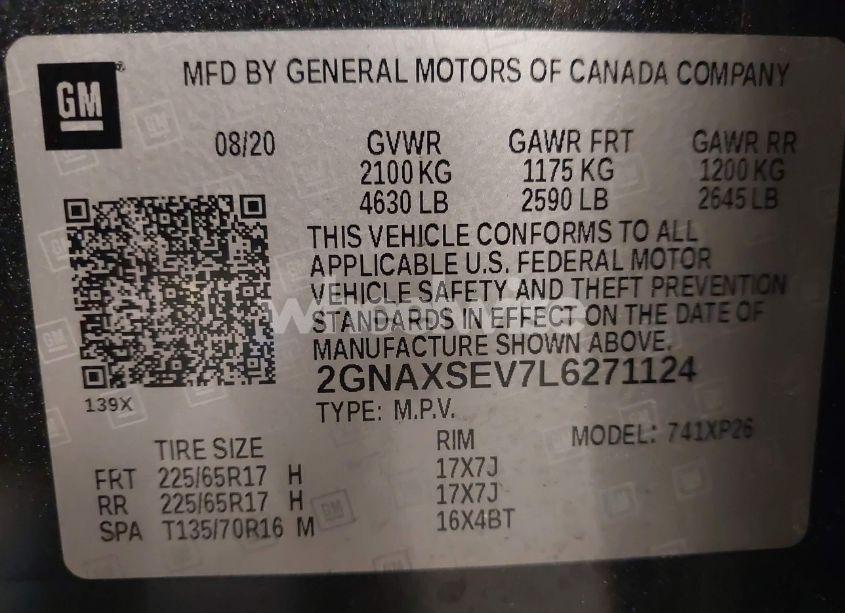 GM
MFD BY GENERAL MOTORS OF CANADA COMPANY
08/20 GVWR GAWR FRT GAWR RR
2100 KG 1175 KG 1200 KG
4630 LB 2590 LB 2645 LB
THIS VEHICLE CONFORMS TO ALL
APPLICABLE U.S. FEDERAL MOTOR
VEHICLE SAFETY AND THEFT PREVENTION
STANDARDS IN EFFECT ON THE DATE OF
MANUFACTURE SHOWN ABOVE.
2GNAXSEV7L6271124
139X
TYPE: M.P.V.
TIRE SIZE RIM MODEL: 741XP26
FRT 225/65R17 H 17X7J
RR 225/65R17 H 17X7J
SPA T135/70R16 M 16X4BT